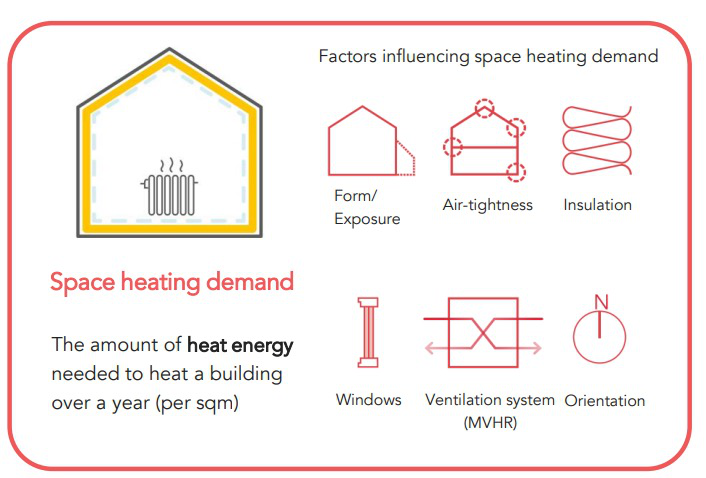 Factors influencing space heating demand
Form/
Exposure
Air-tightness
Insulation
Space heating demand
The amount of heat energy
needed to heat a building
over a year (per sqm)
N
Windows
Ventilation system
(MVHR)
Orientation